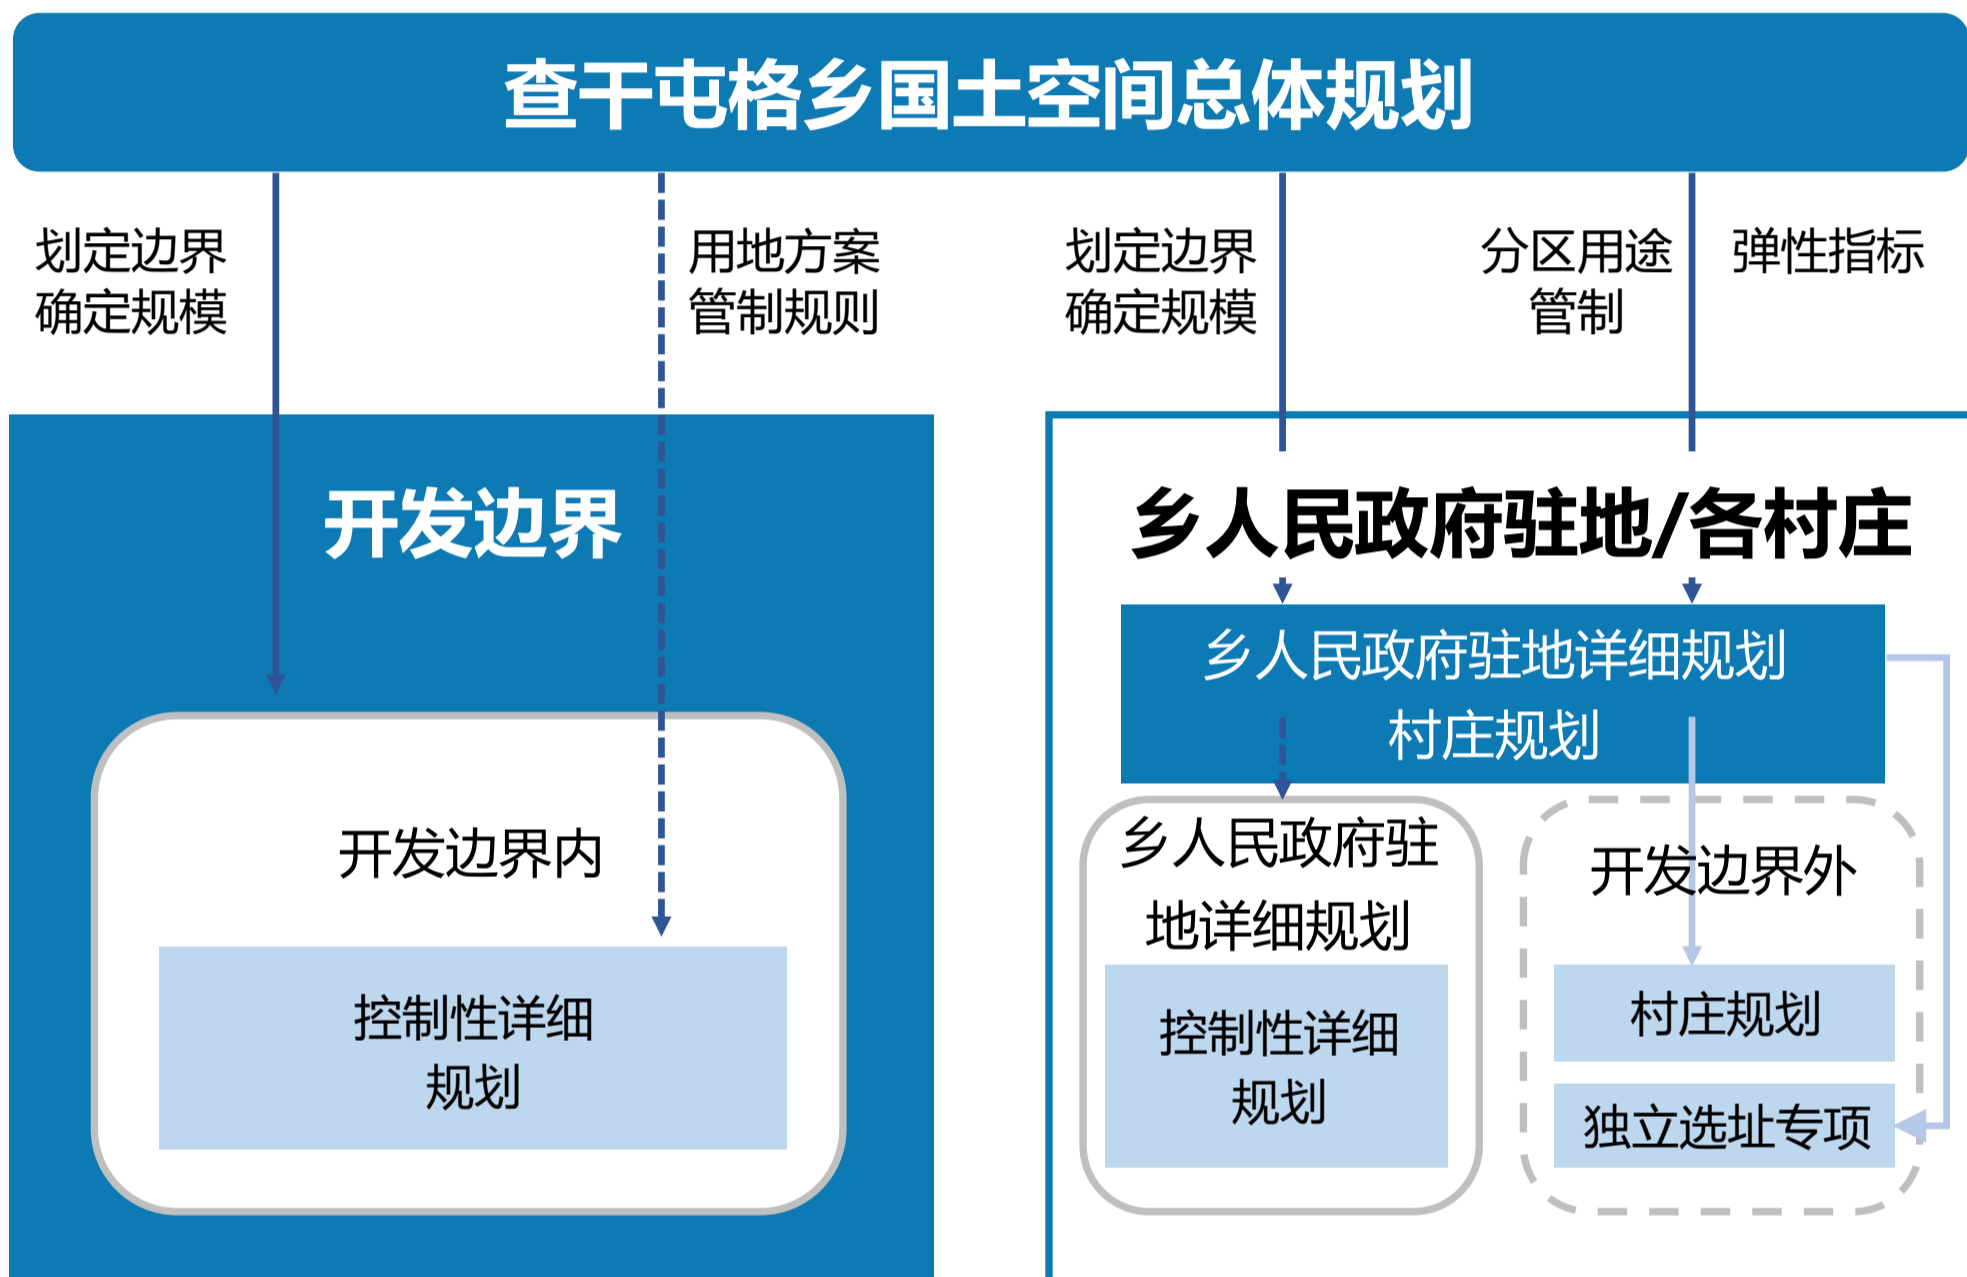 查干屯格乡国土空间总体规划
划定边界
确定规模
用地方案
管制规则
划定边界
确定规模
分区用途
管制
弹性指标
开发边界
开发边界内
控制性详细
规划
乡人民政府驻地/各村庄
乡人民政府驻地详细规划
村庄规划
乡人民政府驻
地详细规划
控制性详细
规划
开发边界外
村庄规划
独立选址专项